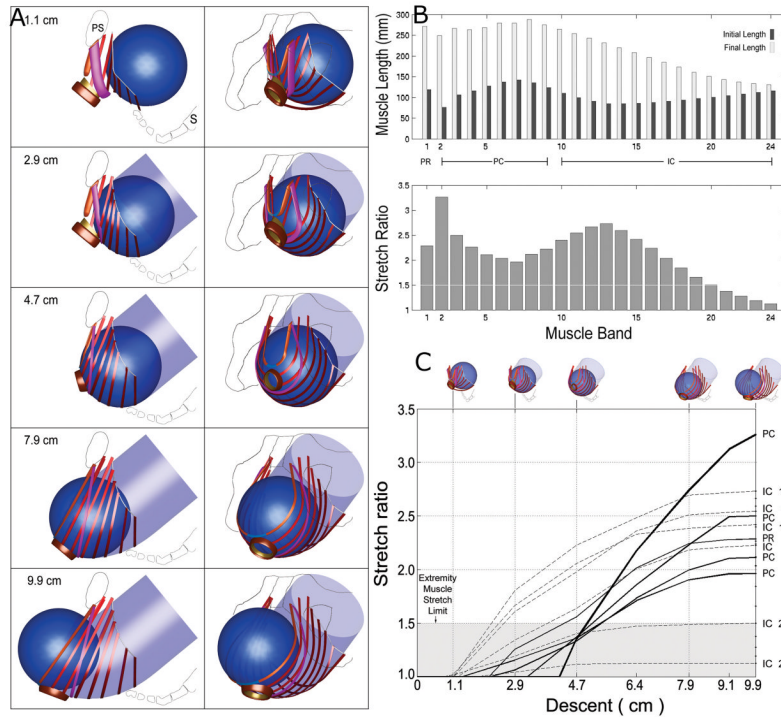 A
1.1 cm
PS
S
2.9 cm
4.7 cm
7.9 cm
9.9 cm
B
Muscle Length (mm)
300
250
200
150
100
50
0
Initial Length
Final Length
1 2 5 10 15 20 24
PR PC IC
Stretch Ratio
3.5
3
2.5
2
1.5
1
1 2 5 10 15 20 24
Muscle Band
C
Stretch ratio
3.5
3.0
2.5
2.0
1.5
1.0
Extremity
Muscle
Stretch
Limit
PC
IC
IC
PC
IC
PR
IC
PC
PC
IC 2
IC 2
0 1.1 2.9 4.7 6.4 7.9 9.1 9.9
Descent ( cm )